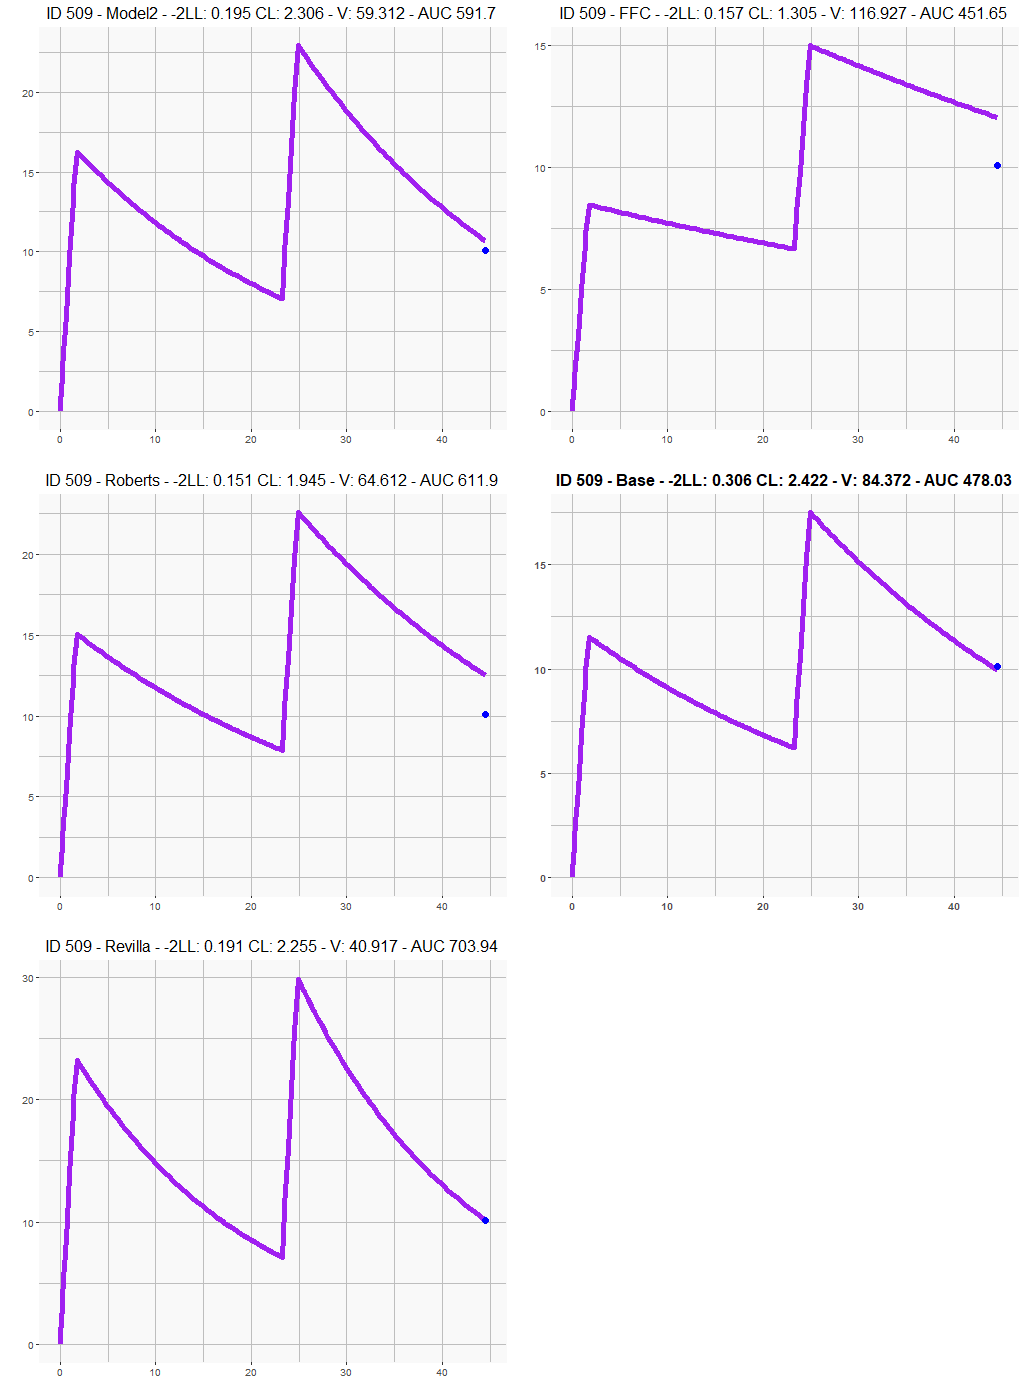 ID 509 - Model2 - -2LL: 0.195 CL: 2.306 - V: 59.312 - AUC 591.7
20
15
10
5
0
0 10 20 30 40
ID 509 - FFC - -2LL: 0.157 CL: 1.305 - V: 116.927 - AUC 451.65
15
10
5
0
0 10 20 30 40
ID 509 - Roberts - -2LL: 0.151 CL: 1.945 - V: 64.612 - AUC 611.9
20
15
10
5
0
0 10 20 30 40
ID 509 - Base - -2LL: 0.306 CL: 2.422 - V: 84.372 - AUC 478.03
15
10
5
0
0 10 20 30 40
ID 509 - Revilla - -2LL: 0.191 CL: 2.255 - V: 40.917 - AUC 703.94
30
20
10
0
0 10 20 30 40